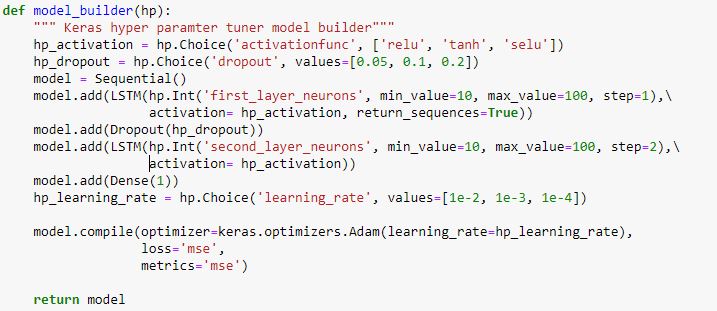 def model_builder(hp):
    """ Keras hyper paramter tuner model builder"""
    hp_activation = hp.Choice('activationfunc', ['relu', 'tanh', 'selu'])
    hp_dropout = hp.Choice('dropout', values=[0.05, 0.1, 0.2])
    model = Sequential()
    model.add(LSTM(hp.Int('first_layer_neurons', min_value=10, max_value=100, step=1),\
                   activation= hp_activation, return_sequences=True))
    model.add(Dropout(hp_dropout))
    model.add(LSTM(hp.Int('second_layer_neurons', min_value=10, max_value=100, step=2),\
                   activation= hp_activation))
    model.add(Dense(1))
    hp_learning_rate = hp.Choice('learning_rate', values=[1e-2, 1e-3, 1e-4])

    model.compile(optimizer=keras.optimizers.Adam(learning_rate=hp_learning_rate),
                  loss='mse',
                  metrics='mse')

    return model